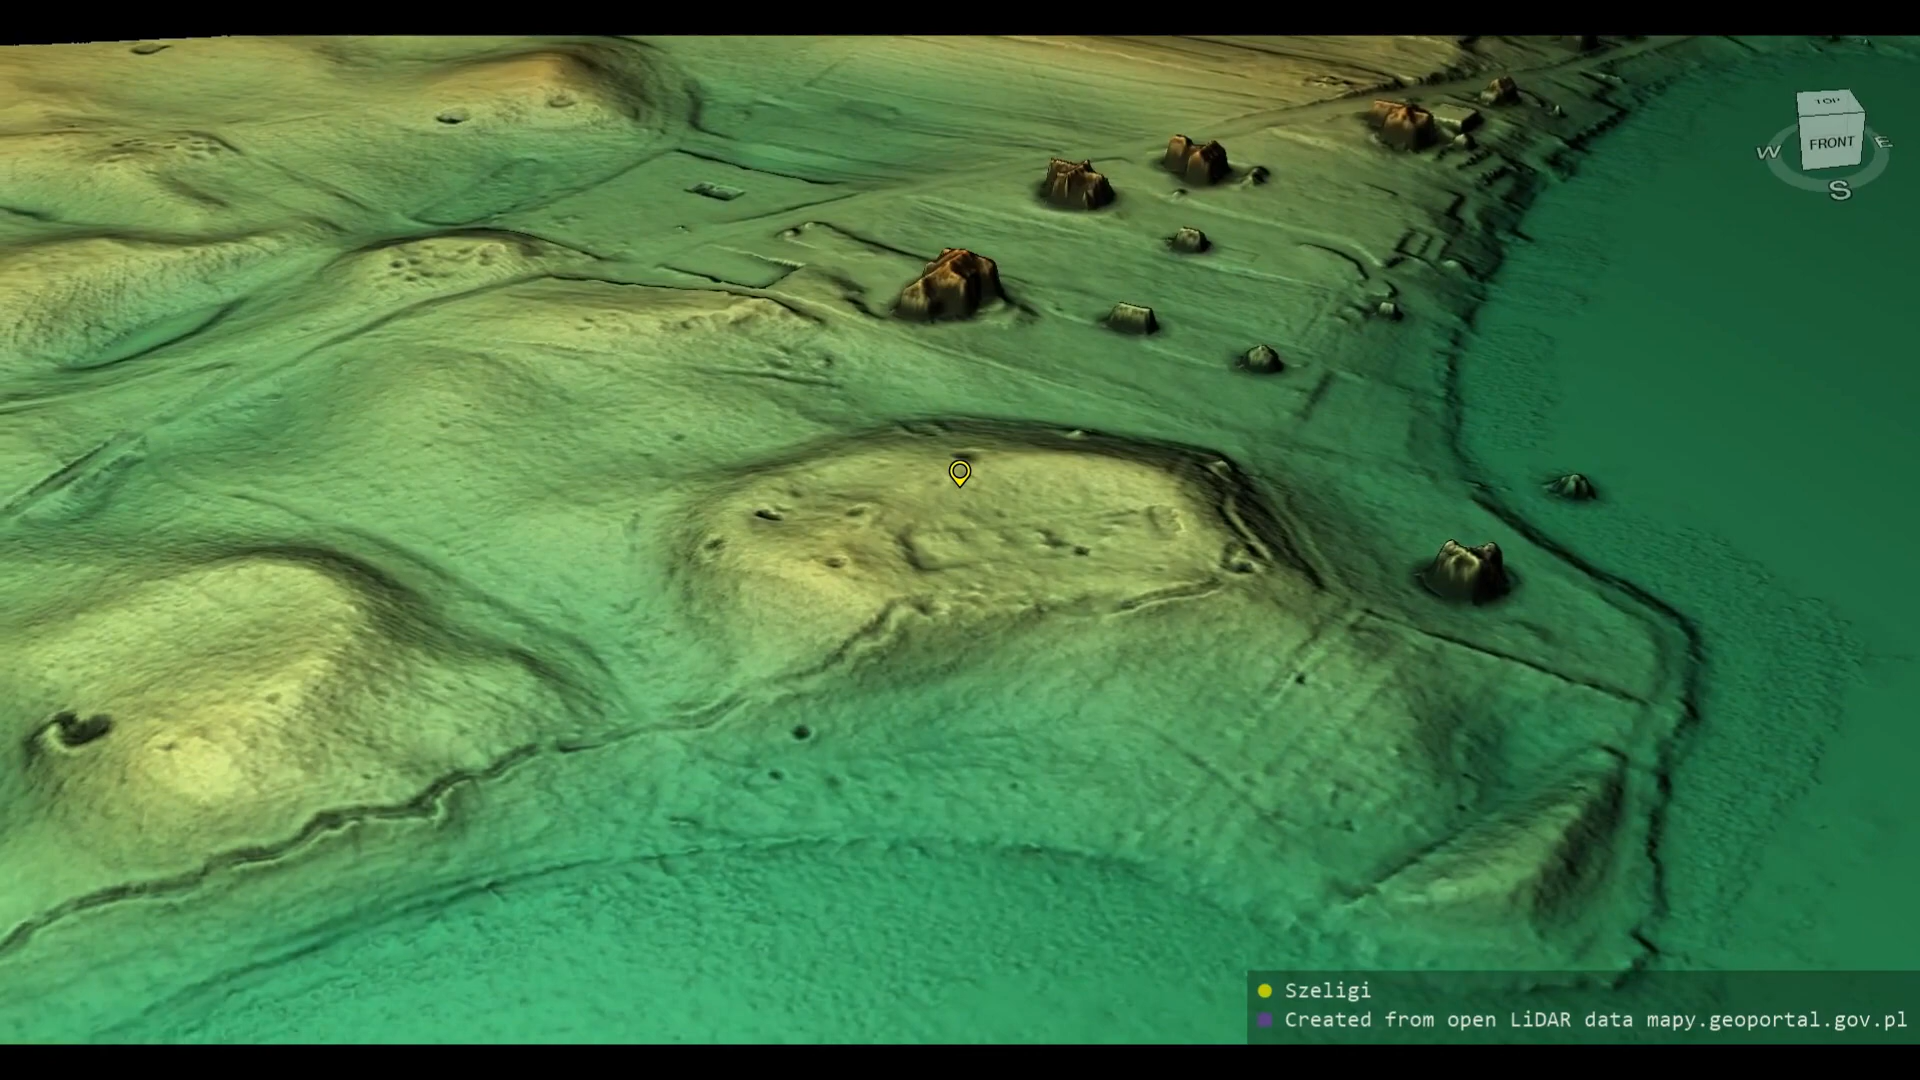 TOP
FRONT
W
E
S
Szeligi
Created from open LiDAR data mapy.geoportal.gov.pl